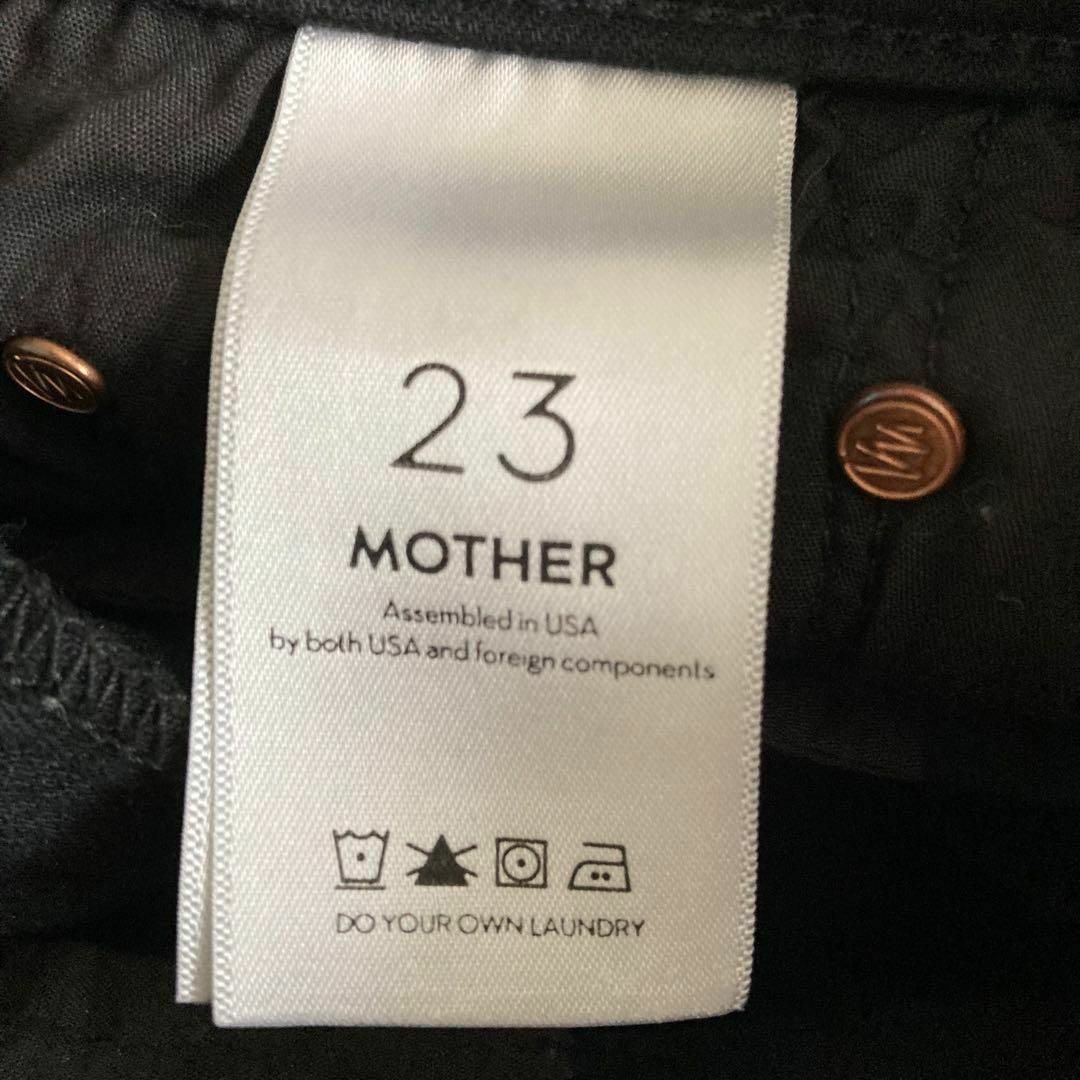 23
MOTHER
Assembled in USA
by both USA and foreign components
DO YOUR OWN LAUNDRY